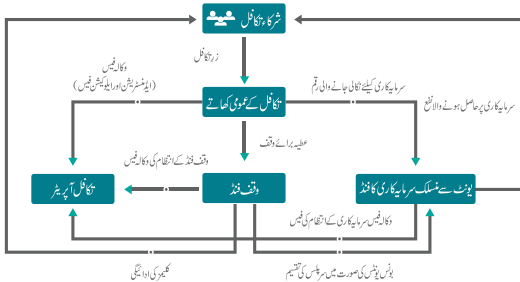 شرکاء تکافل
زرِ تکافل
وکالہ فیس
(ایڈمنسٹریشن اور ایلوکیشن فیس)
تکافل کے عمومی کھاتے
سرمایہ کاری کیلئے نکالی جانے والی رقم
سرمایہ کاری پر حاصل ہونے والا نفع
عطیہ برائے وقف
وقف فنڈ کے انتظام کی وکالہ فیس
یونٹ سے منسلک سرمایہ کاری کا فنڈ
وقف فنڈ
تکافل آپریٹر
وکالہ فیس سرمایہ کاری کے انتظام کی فیس
کلیمز کی ادائیگی
بونس یونٹس کی صورت میں سرپلس کی تقسیم